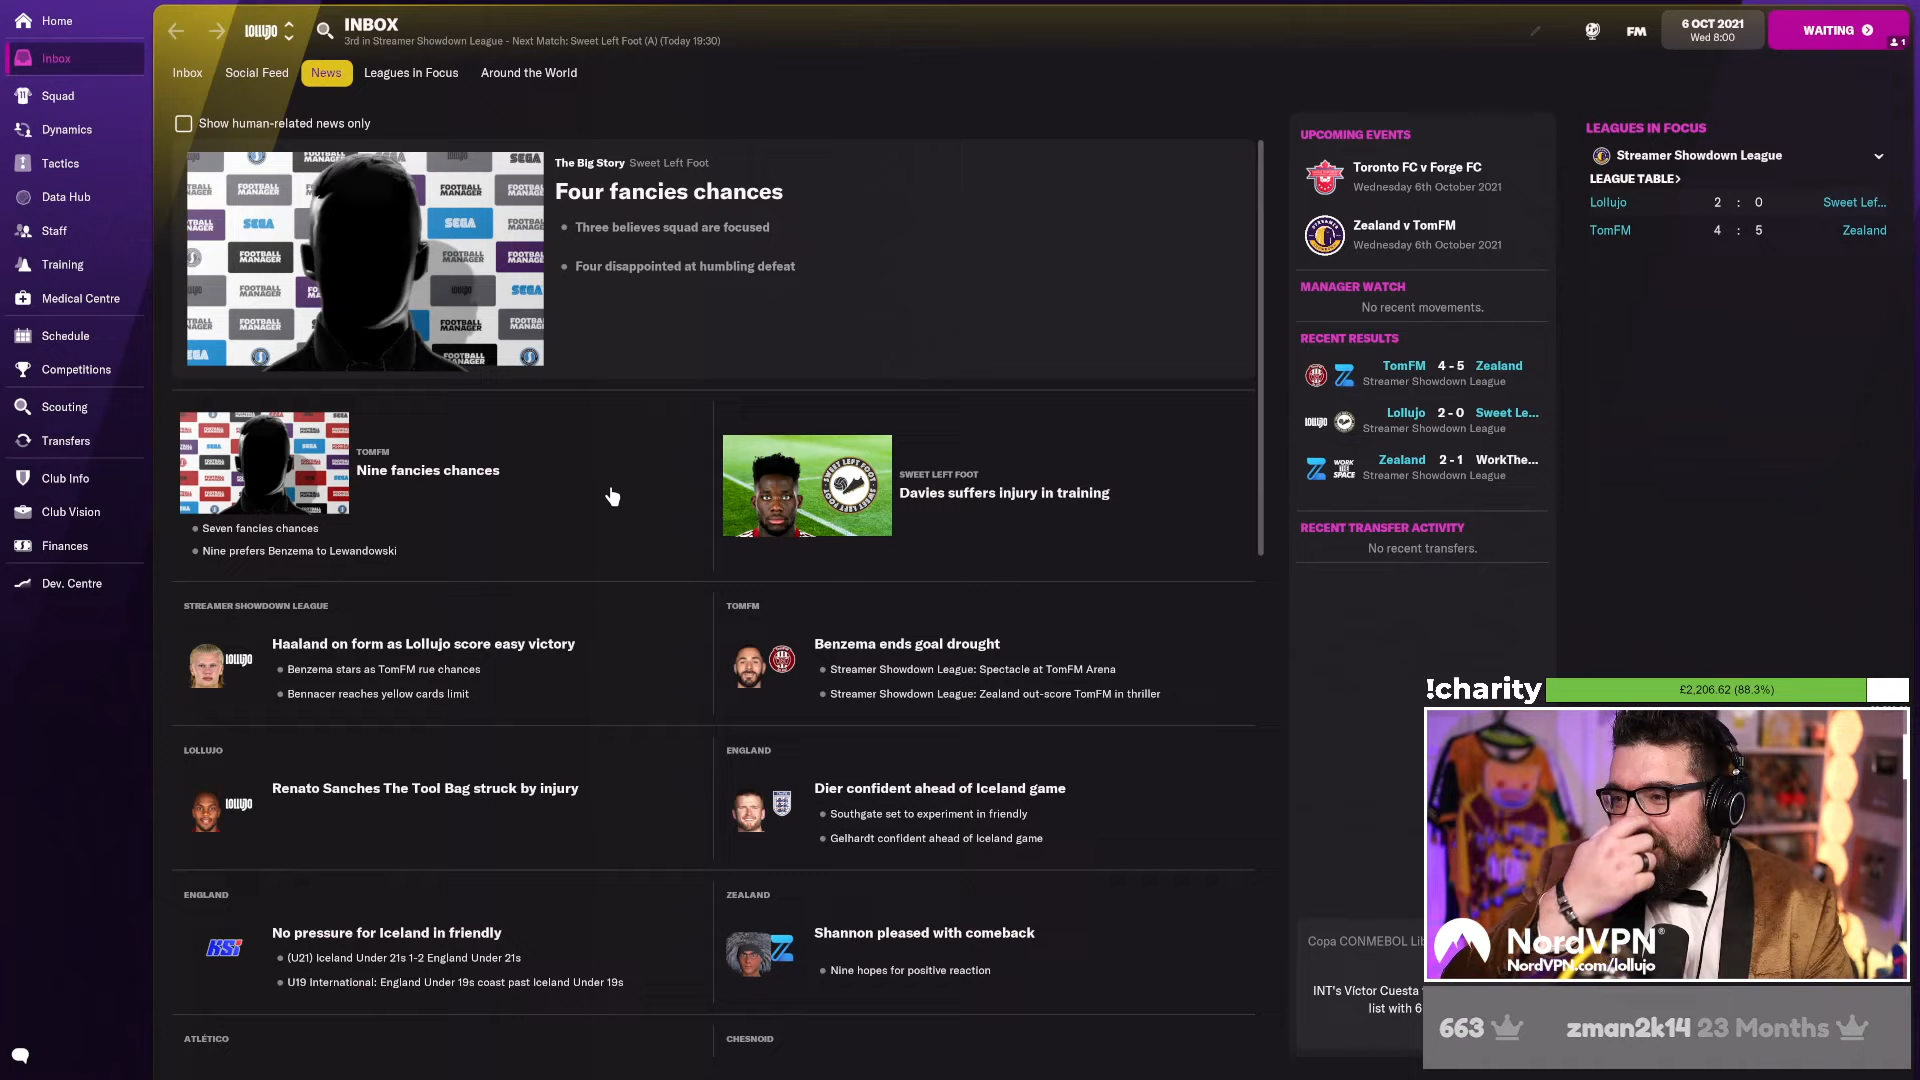 Home
Inbox
Squad
Dynamics
Tactics
Data Hub
Staff
Training
Medical Centre
Schedule
Competitions
Scouting
Transfers
Club Info
Club Vision
Finances
Dev. Centre
lollujo
INBOX
3rd in Streamer Showdown League - Next Match: Sweet Left Foot (A) (Today 19:30)
FM
6 OCT 2021
Wed 8:00
WAITING
1
Inbox
Social Feed
News
Leagues in Focus
Around the World
Show human-related news only
The Big Story Sweet Left Foot
Four fancies chances
Three believes squad are focused
Four disappointed at humbling defeat
TOMFM
Nine fancies chances
Seven fancies chances
Nine prefers Benzema to Lewandowski
SWEET LEFT FOOT
Davies suffers injury in training
STREAMER SHOWDOWN LEAGUE
Haaland on form as Lollujo score easy victory
Benzema stars as TomFM rue chances
Bennacer reaches yellow cards limit
TOMFM
Benzema ends goal drought
Streamer Showdown League: Spectacle at TomFM Arena
Streamer Showdown League: Zealand out-score TomFM in thriller
LOLLUJO
Renato Sanches The Tool Bag struck by injury
ENGLAND
Dier confident ahead of Iceland game
Southgate set to experiment in friendly
Gelhardt confident ahead of Iceland game
ENGLAND
KSI
No pressure for Iceland in friendly
(U21) Iceland Under 21s 1-2 England Under 21s
U19 International: England Under 19s coast past Iceland Under 19s
ZEALAND
Shannon pleased with comeback
Nine hopes for positive reaction
ATLÉTICO
CHESNOID
UPCOMING EVENTS
Toronto FC v Forge FC
Wednesday 6th October 2021
Zealand v TomFM
Wednesday 6th October 2021
MANAGER WATCH
No recent movements.
RECENT RESULTS
TomFM 4 - 5 Zealand
Streamer Showdown League
Lollujo 2 - 0 Sweet Le...
Streamer Showdown League
Zealand 2 - 1 WorkThe...
Streamer Showdown League
RECENT TRANSFER ACTIVITY
No recent transfers.
Copa CONMEBOL Lib
INT's Víctor Cuesta
list with 6
LEAGUES IN FOCUS
Streamer Showdown League
LEAGUE TABLE>
Lollujo 2 : 0 Sweet Lef...
TomFM 4 : 5 Zealand
!charity
£2,206.62 (88.3%)
NordVPN®
NordVPN.com/lollujo
663
zman2k14 23 Months